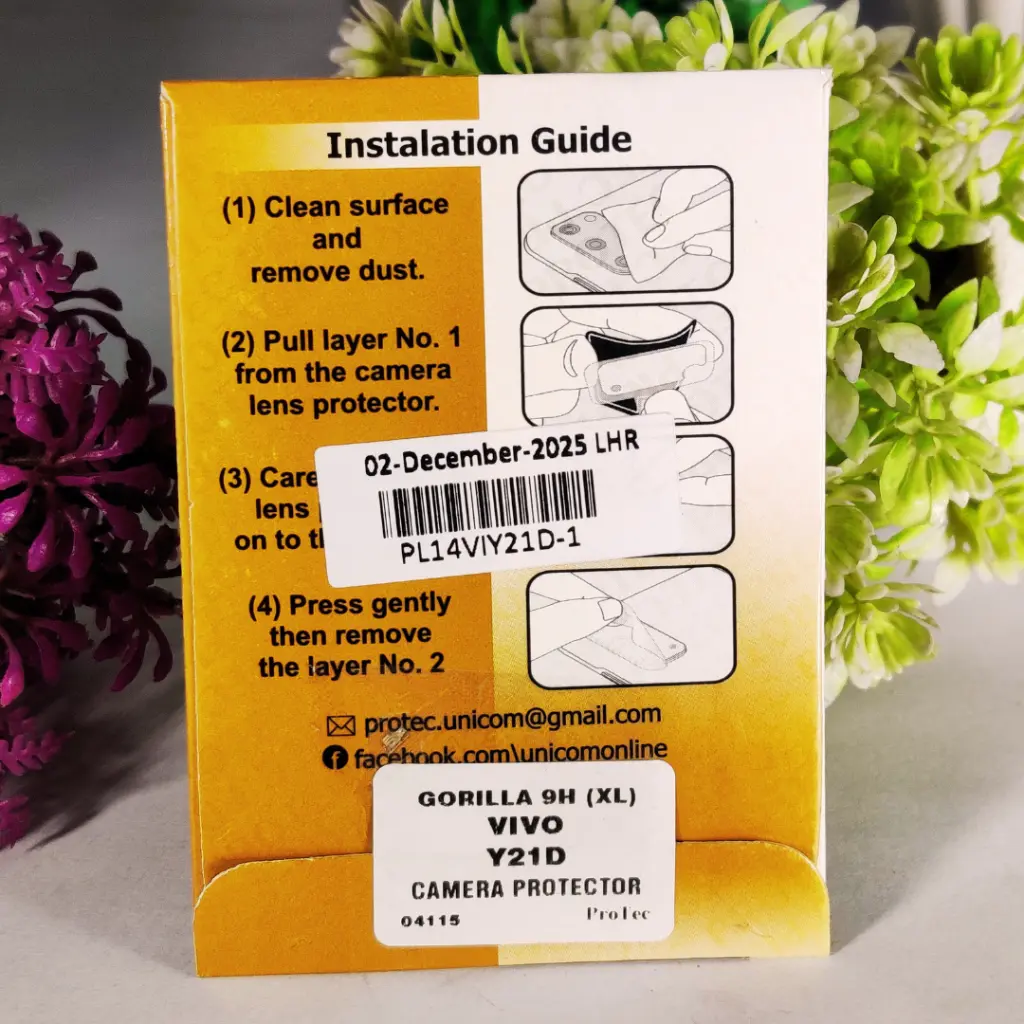 Instalation Guide
(1) Clean surface
and
remove dust.
(2) Pull layer No. 1
from the camera
lens protector.
02-December-2025 LHR
(3) Care
lens
on to
PL14VIY21D-1
(4) Press gently
then remove
the layer No. 2
protec.unicom@gmail.com
facebook.com\unicomonline
GORILLA 9H (XL)
VIVO
Y21D
CAMERA PROTECTOR
04115 ProTec